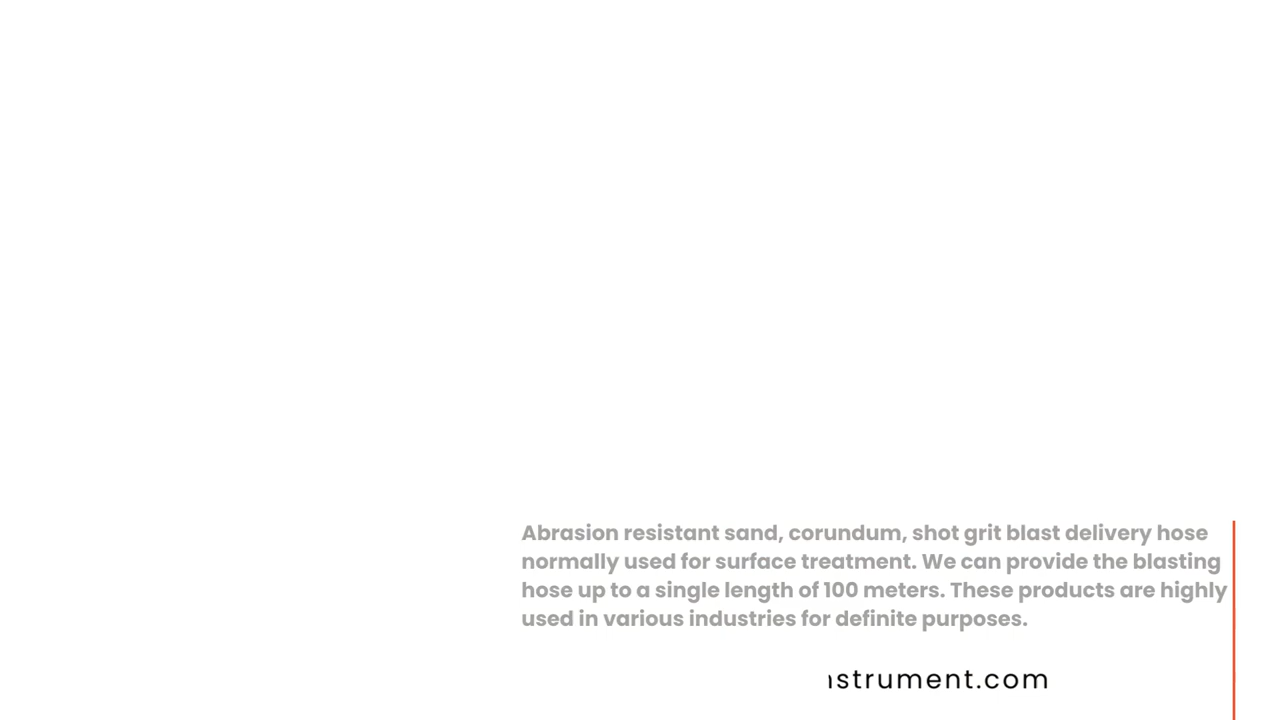 Abrasion resistant sand, corundum, shot grit blast delivery hose
normally used for surface treatment. We can provide the blasting
hose up to a single length of 100 meters. These products are highly
used in various industries for definite purposes.
strument.com